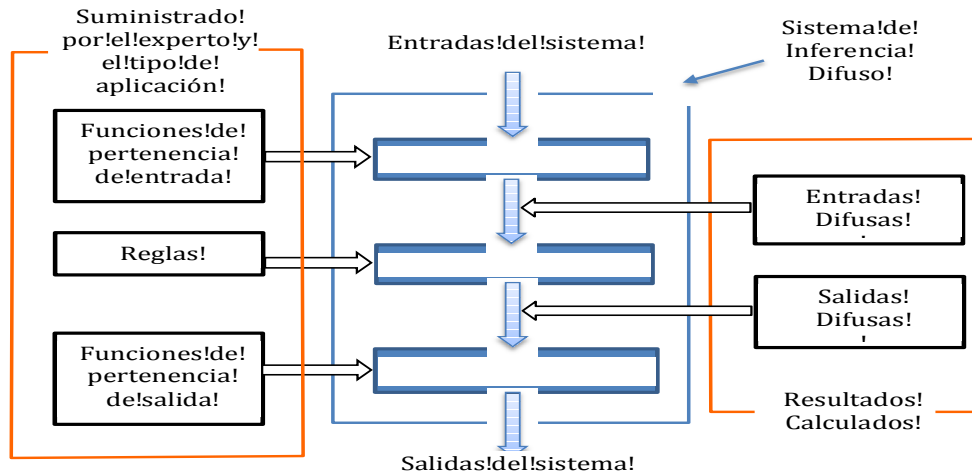 Suministrado!
por!el!experto!y!
el!tipo!de!
aplicación!
Entradas!del!sistema!
Sistema!de!
Inferencia!
Difuso!
Funciones!de!
pertenencia!
de!entrada!
Entradas!
Difusas!
'
Reglas!
Salidas!
Difusas!
'
Funciones!de!
pertenencia!
de!salida!
Resultados!
Calculados!
Salidas!del!sistema!